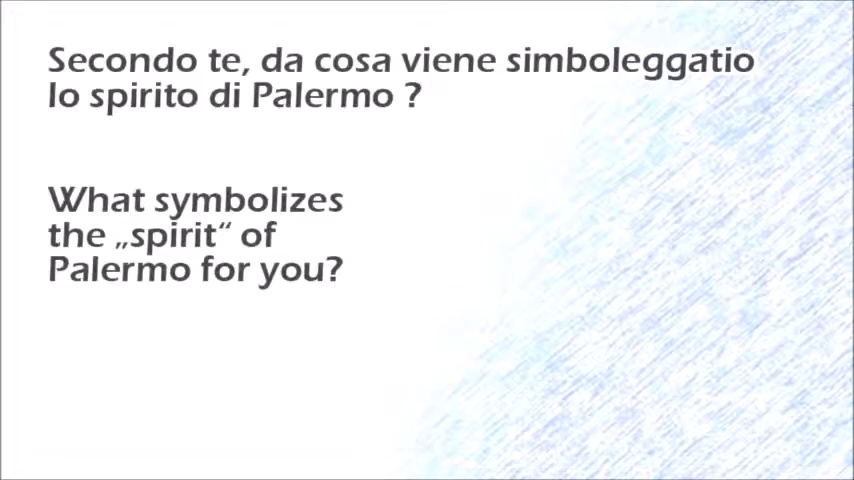 Secondo te, da cosa viene simboleggatio
lo spirito di Palermo ?
What symbolizes
the „spirit“ of
Palermo for you?